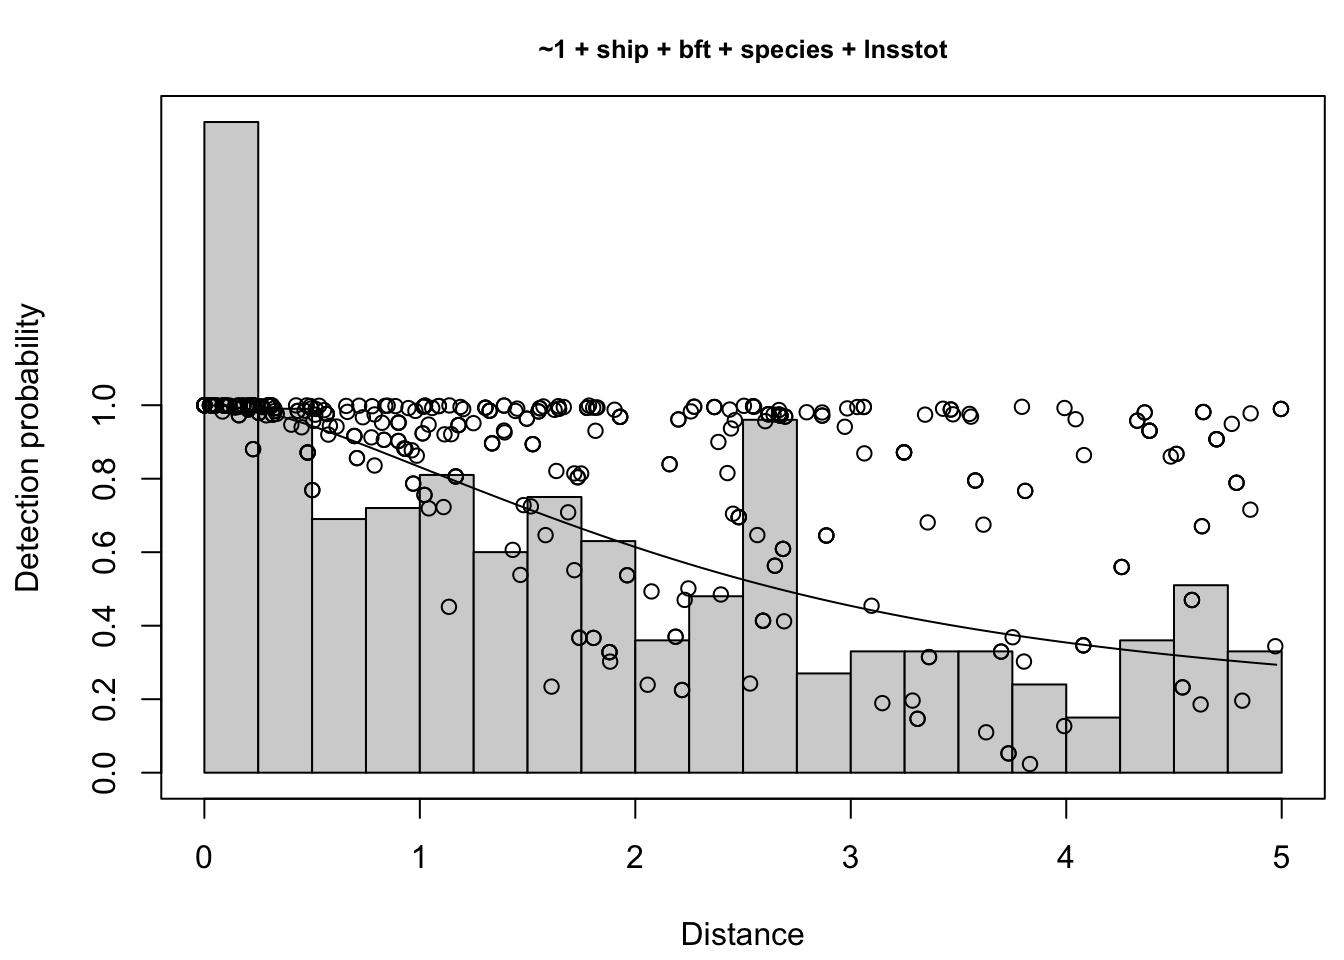 ~1 + ship + bft + species + lnsstot
Detection probability
1.0
0.8
0.6
0.4
0.2
0.0
0 1 2 3 4 5
Distance